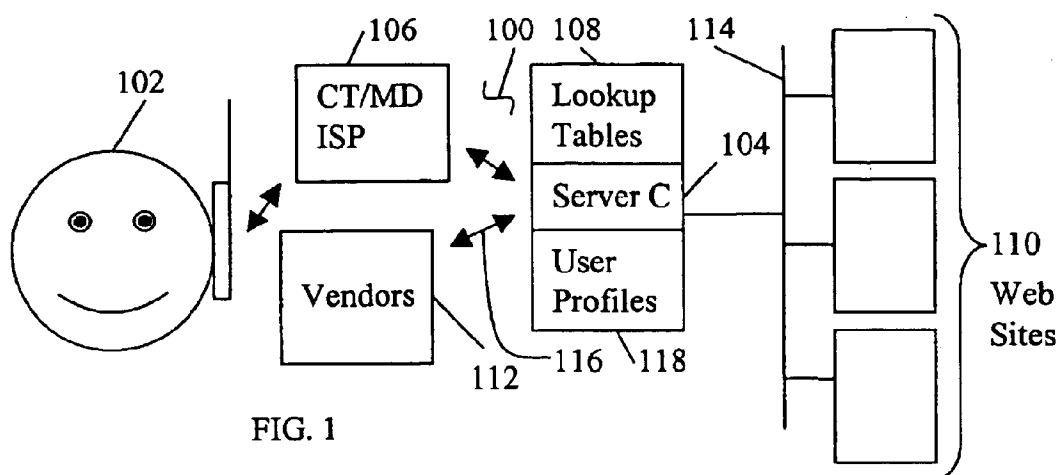 106
100
108
114
102
CT/MD
ISP
Lookup
Tables
104
Server C
Vendors
User
Profiles
110
Web
Sites
112
116
118
FIG. 1